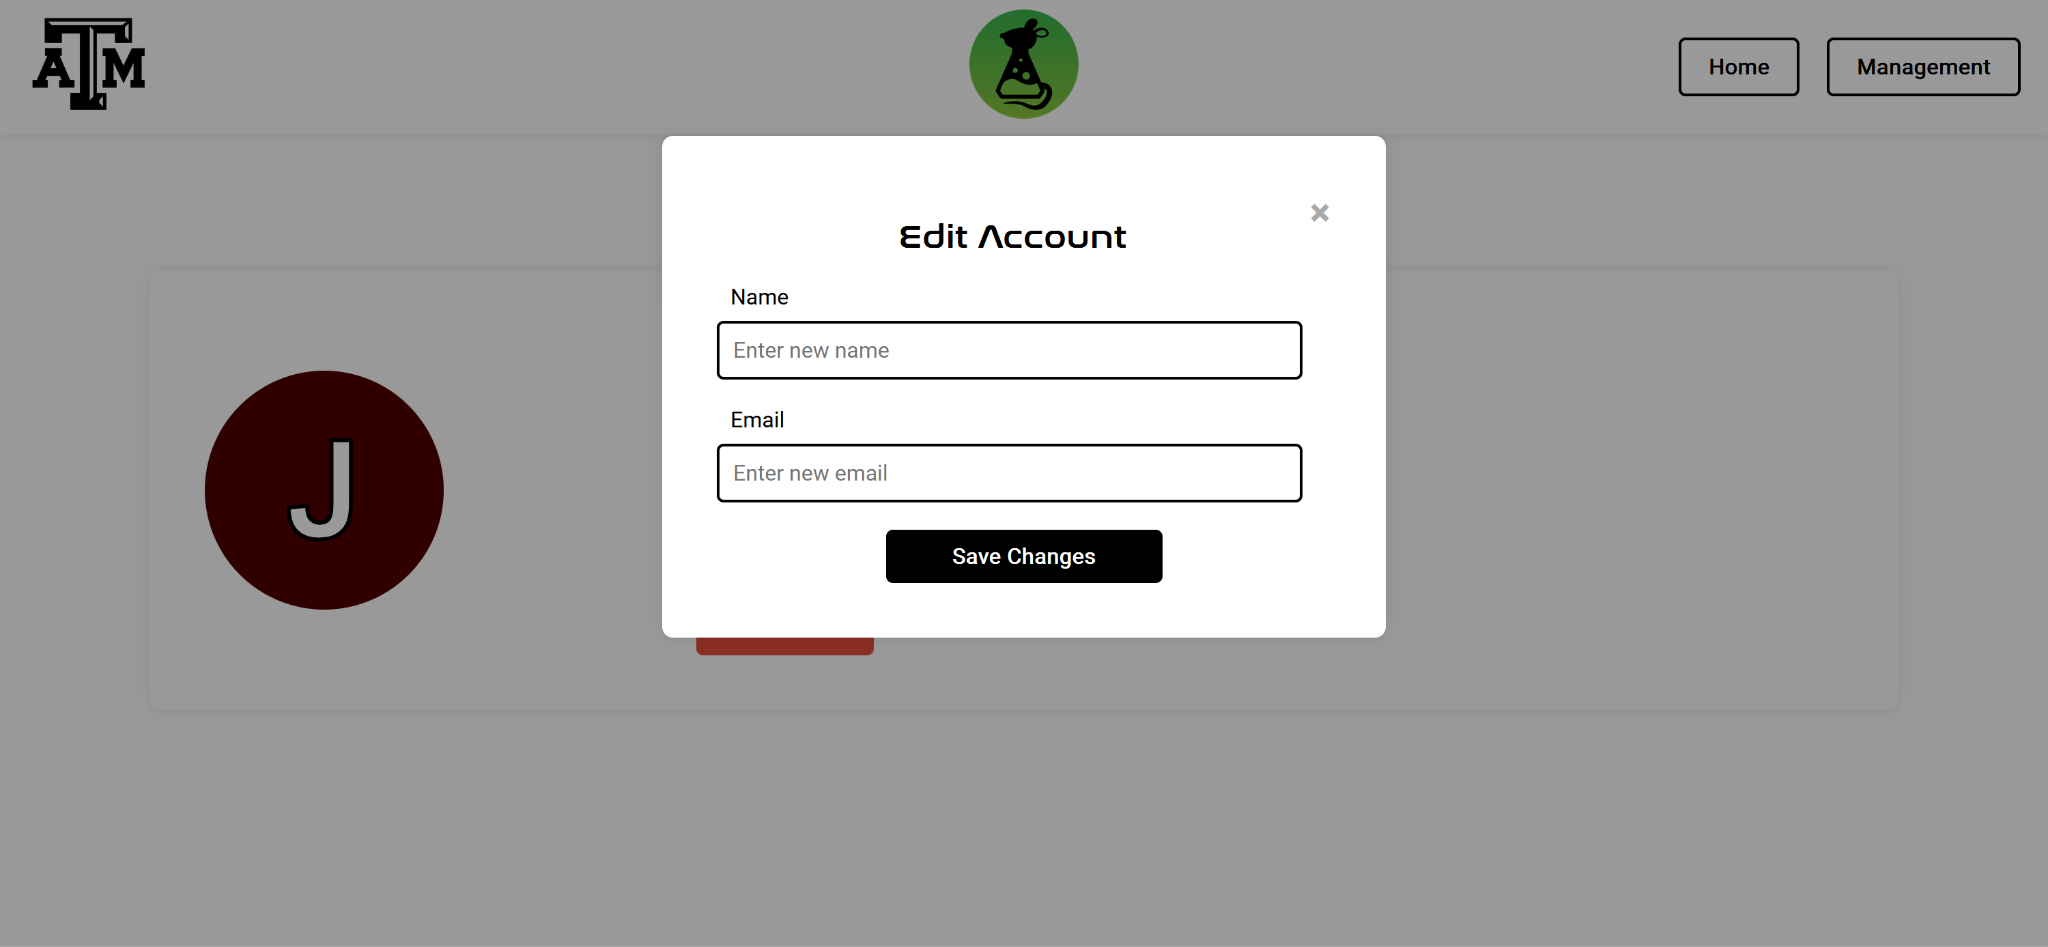 ATM
Home
Management
Edit Account
×
Name
Enter new name
Email
Enter new email
Save Changes
J